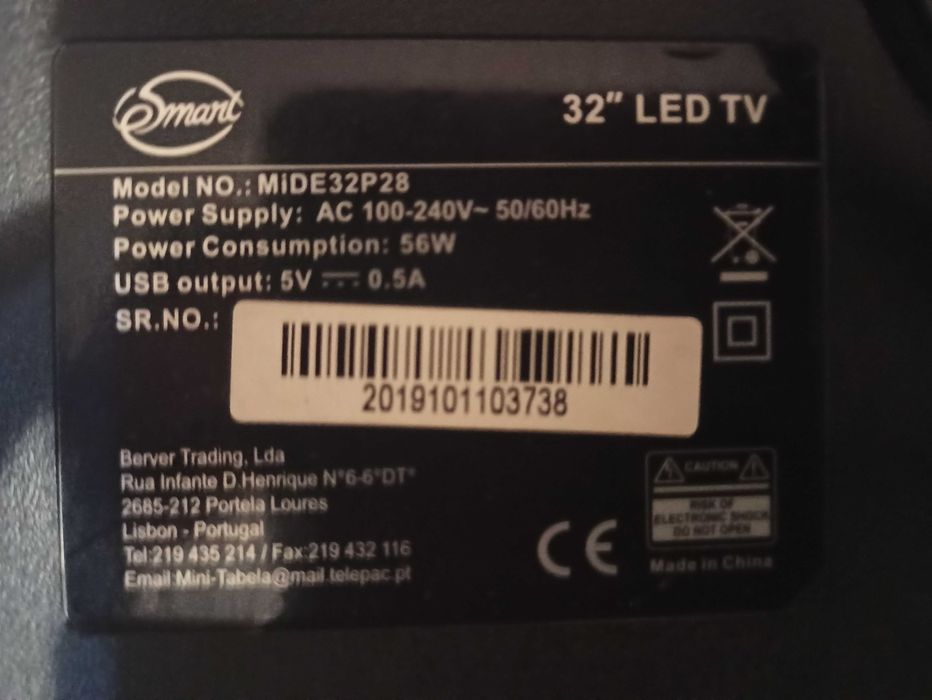 Smart
32" LED TV
Model NO.: MiDE32P28
Power Supply: AC 100-240V~ 50/60Hz
Power Consumption: 56W
USB output: 5V ⎓ 0.5A
SR.NO.:
2019101103738
Berver Trading, Lda
Rua Infante D.Henrique N°6-6°DT°
2685-212 Portela Loures
Lisbon - Portugal
Tel:219 435 214 / Fax:219 432 116
Email:Mini-Tabela@mail.telepac.pt
CE
CAUTION
RISK OF
ELECTRONIC SHOCK
DO NOT OPEN
Made in China